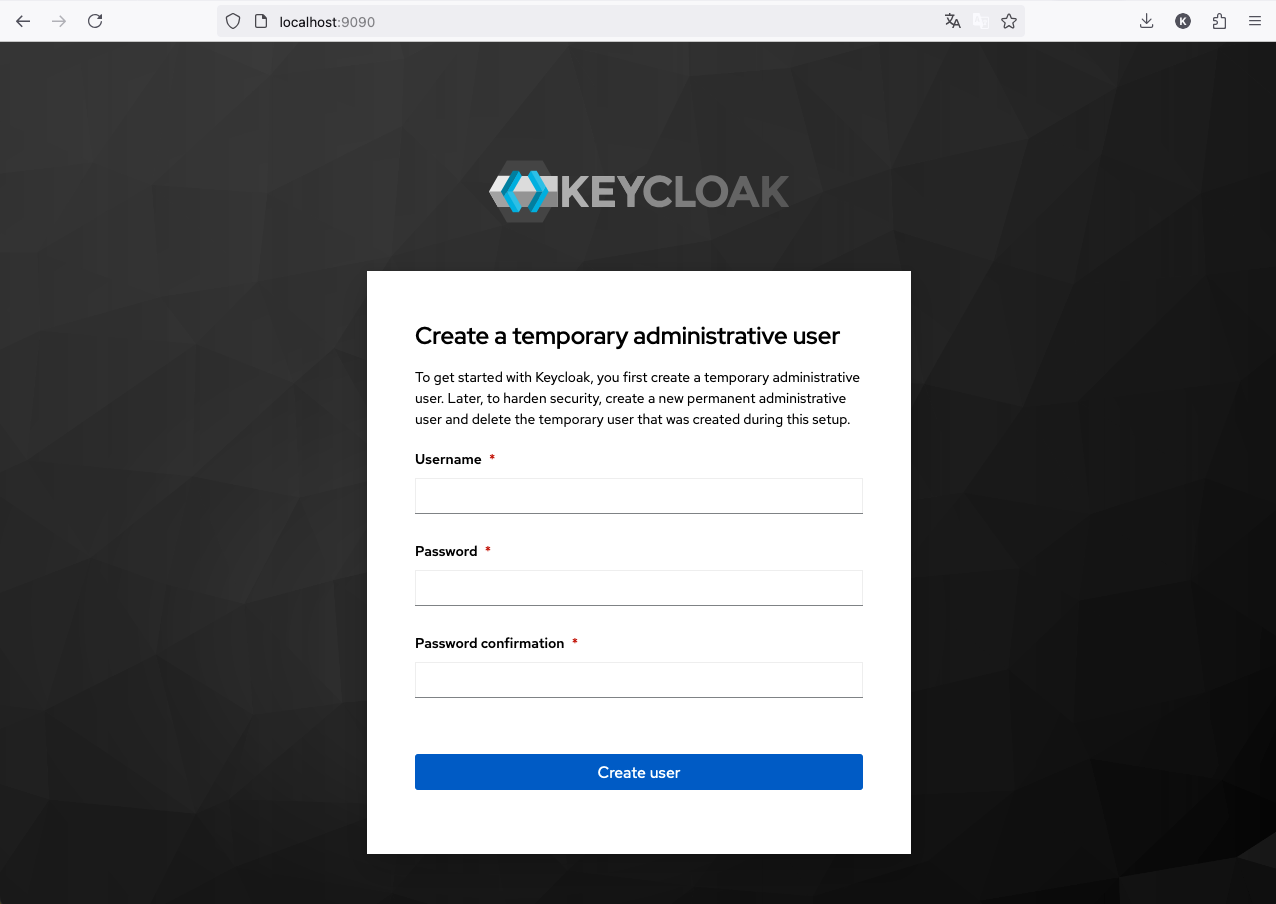 localhost:9090
K
KEYCLOAK
Create a temporary administrative user
To get started with Keycloak, you first create a temporary administrative
user. Later, to harden security, create a new permanent administrative
user and delete the temporary user that was created during this setup.
Username *
Password *
Password confirmation *
Create user